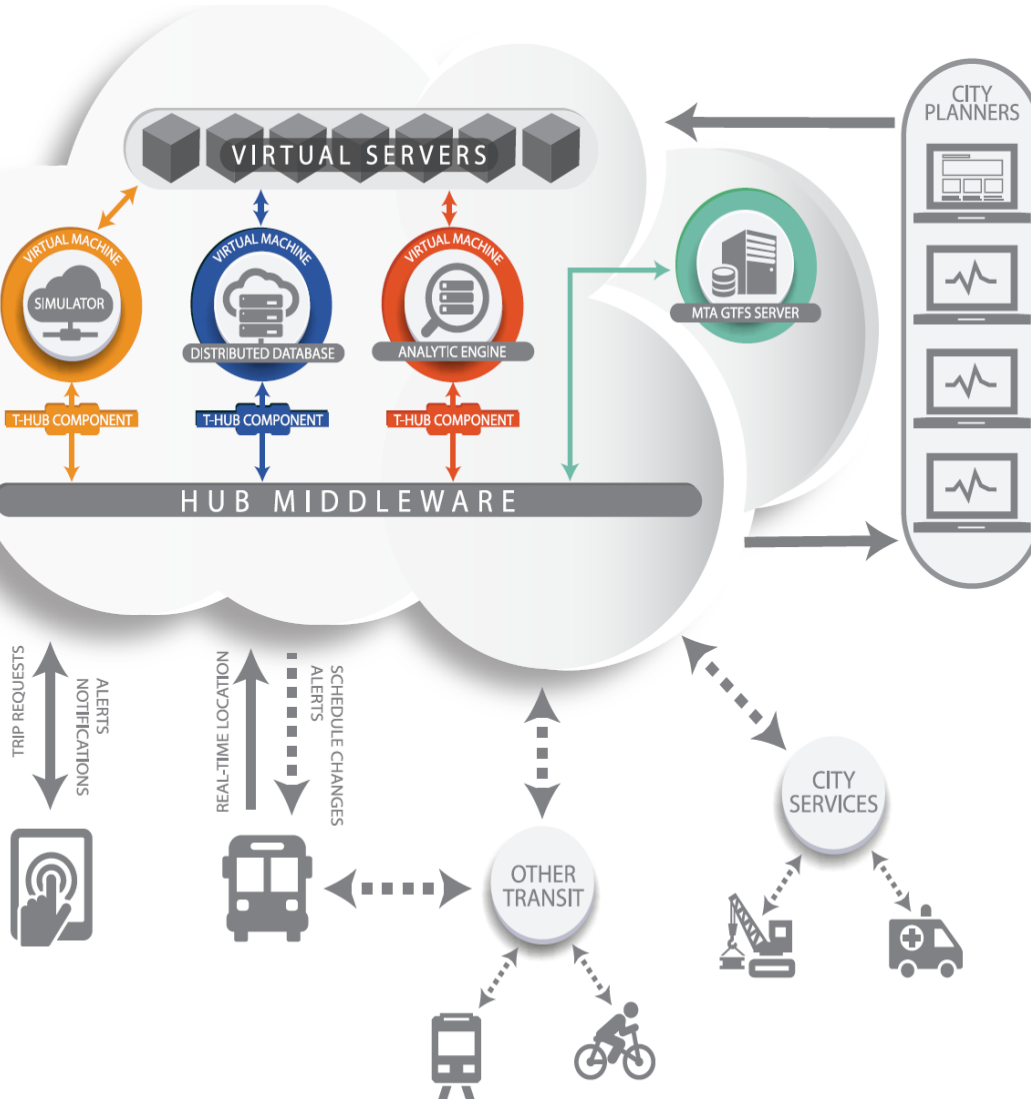 CITY
PLANNERS
VIRTUAL SERVERS
VIRTUAL MACHINE
SIMULATOR
VIRTUAL MACHINE
DISTRIBUTED DATABASE
VIRTUAL MACHINE
ANALYTIC ENGINE
MTA GTFS SERVER
T-HUB COMPONENT
T-HUB COMPONENT
T-HUB COMPONENT
HUB MIDDLEWARE
TRIP REQUESTS
ALERTS
NOTIFICATIONS
REAL-TIME LOCATION
SCHEDULE CHANGES
ALERTS
CITY
SERVICES
OTHER
TRANSIT